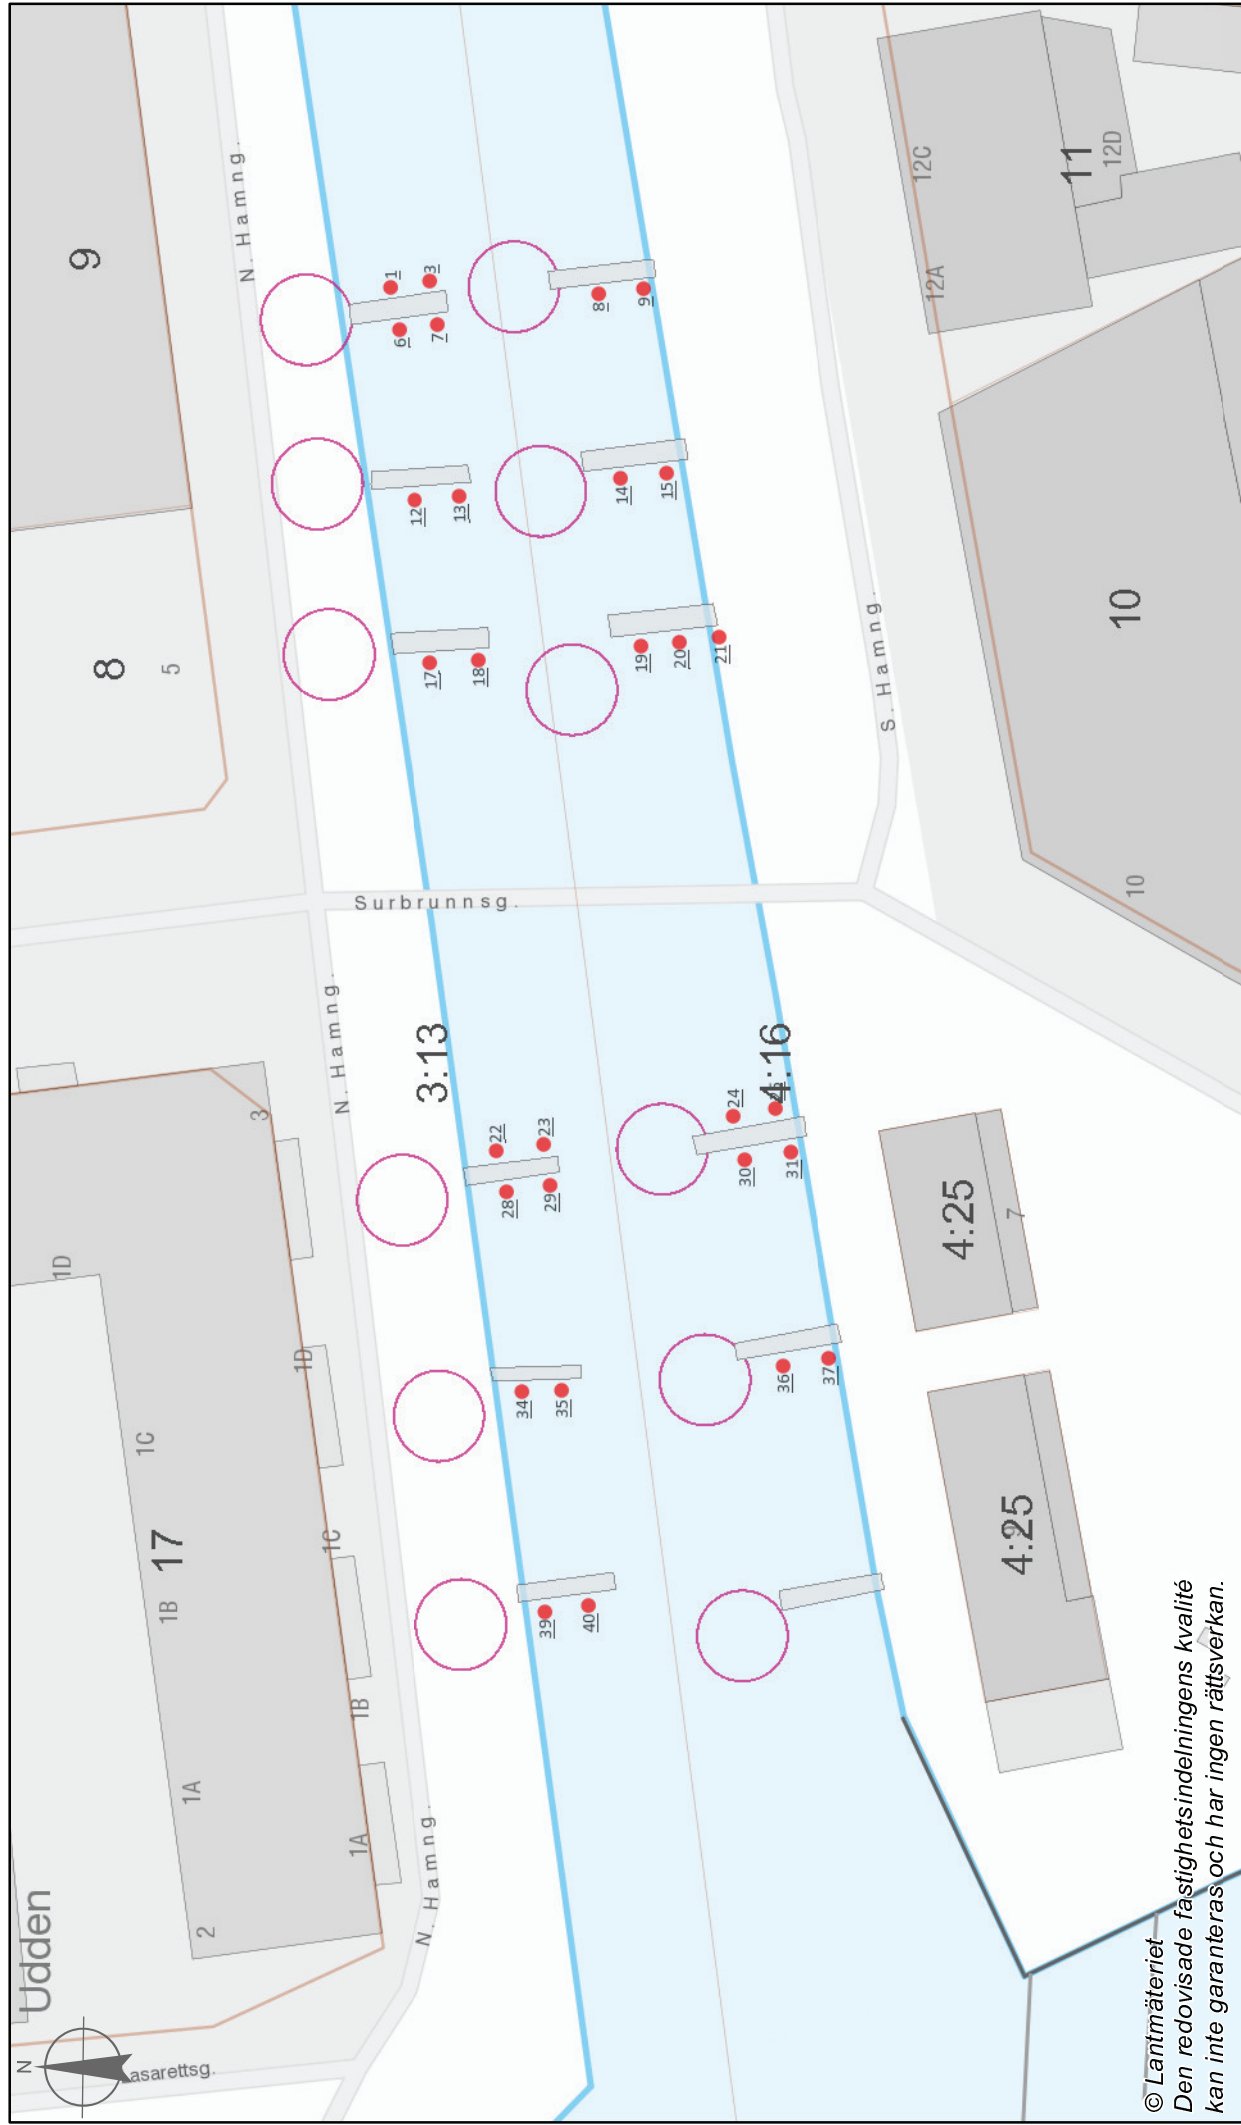 Udden
N
Lasarettsg.
2
1A
1B
1C
1D
17
1A
1B
1C
1D
3
N. Hamng.
N. Hamng.
N. Hamng.
8
5
9
Surbrunnsg.
3:13
4:16
1
3
6
7
8
9
12
13
14
15
17
18
19
20
21
22
23
28
29
24
30
31
34
35
36
37
39
40
S. Hamng.
12C
12A
11
12D
10
10
4:25
7
4:25
© Lantmäteriet
Den redovisade fastighetsindelningens kvalité
kan inte garanteras och har ingen rättsverkan.